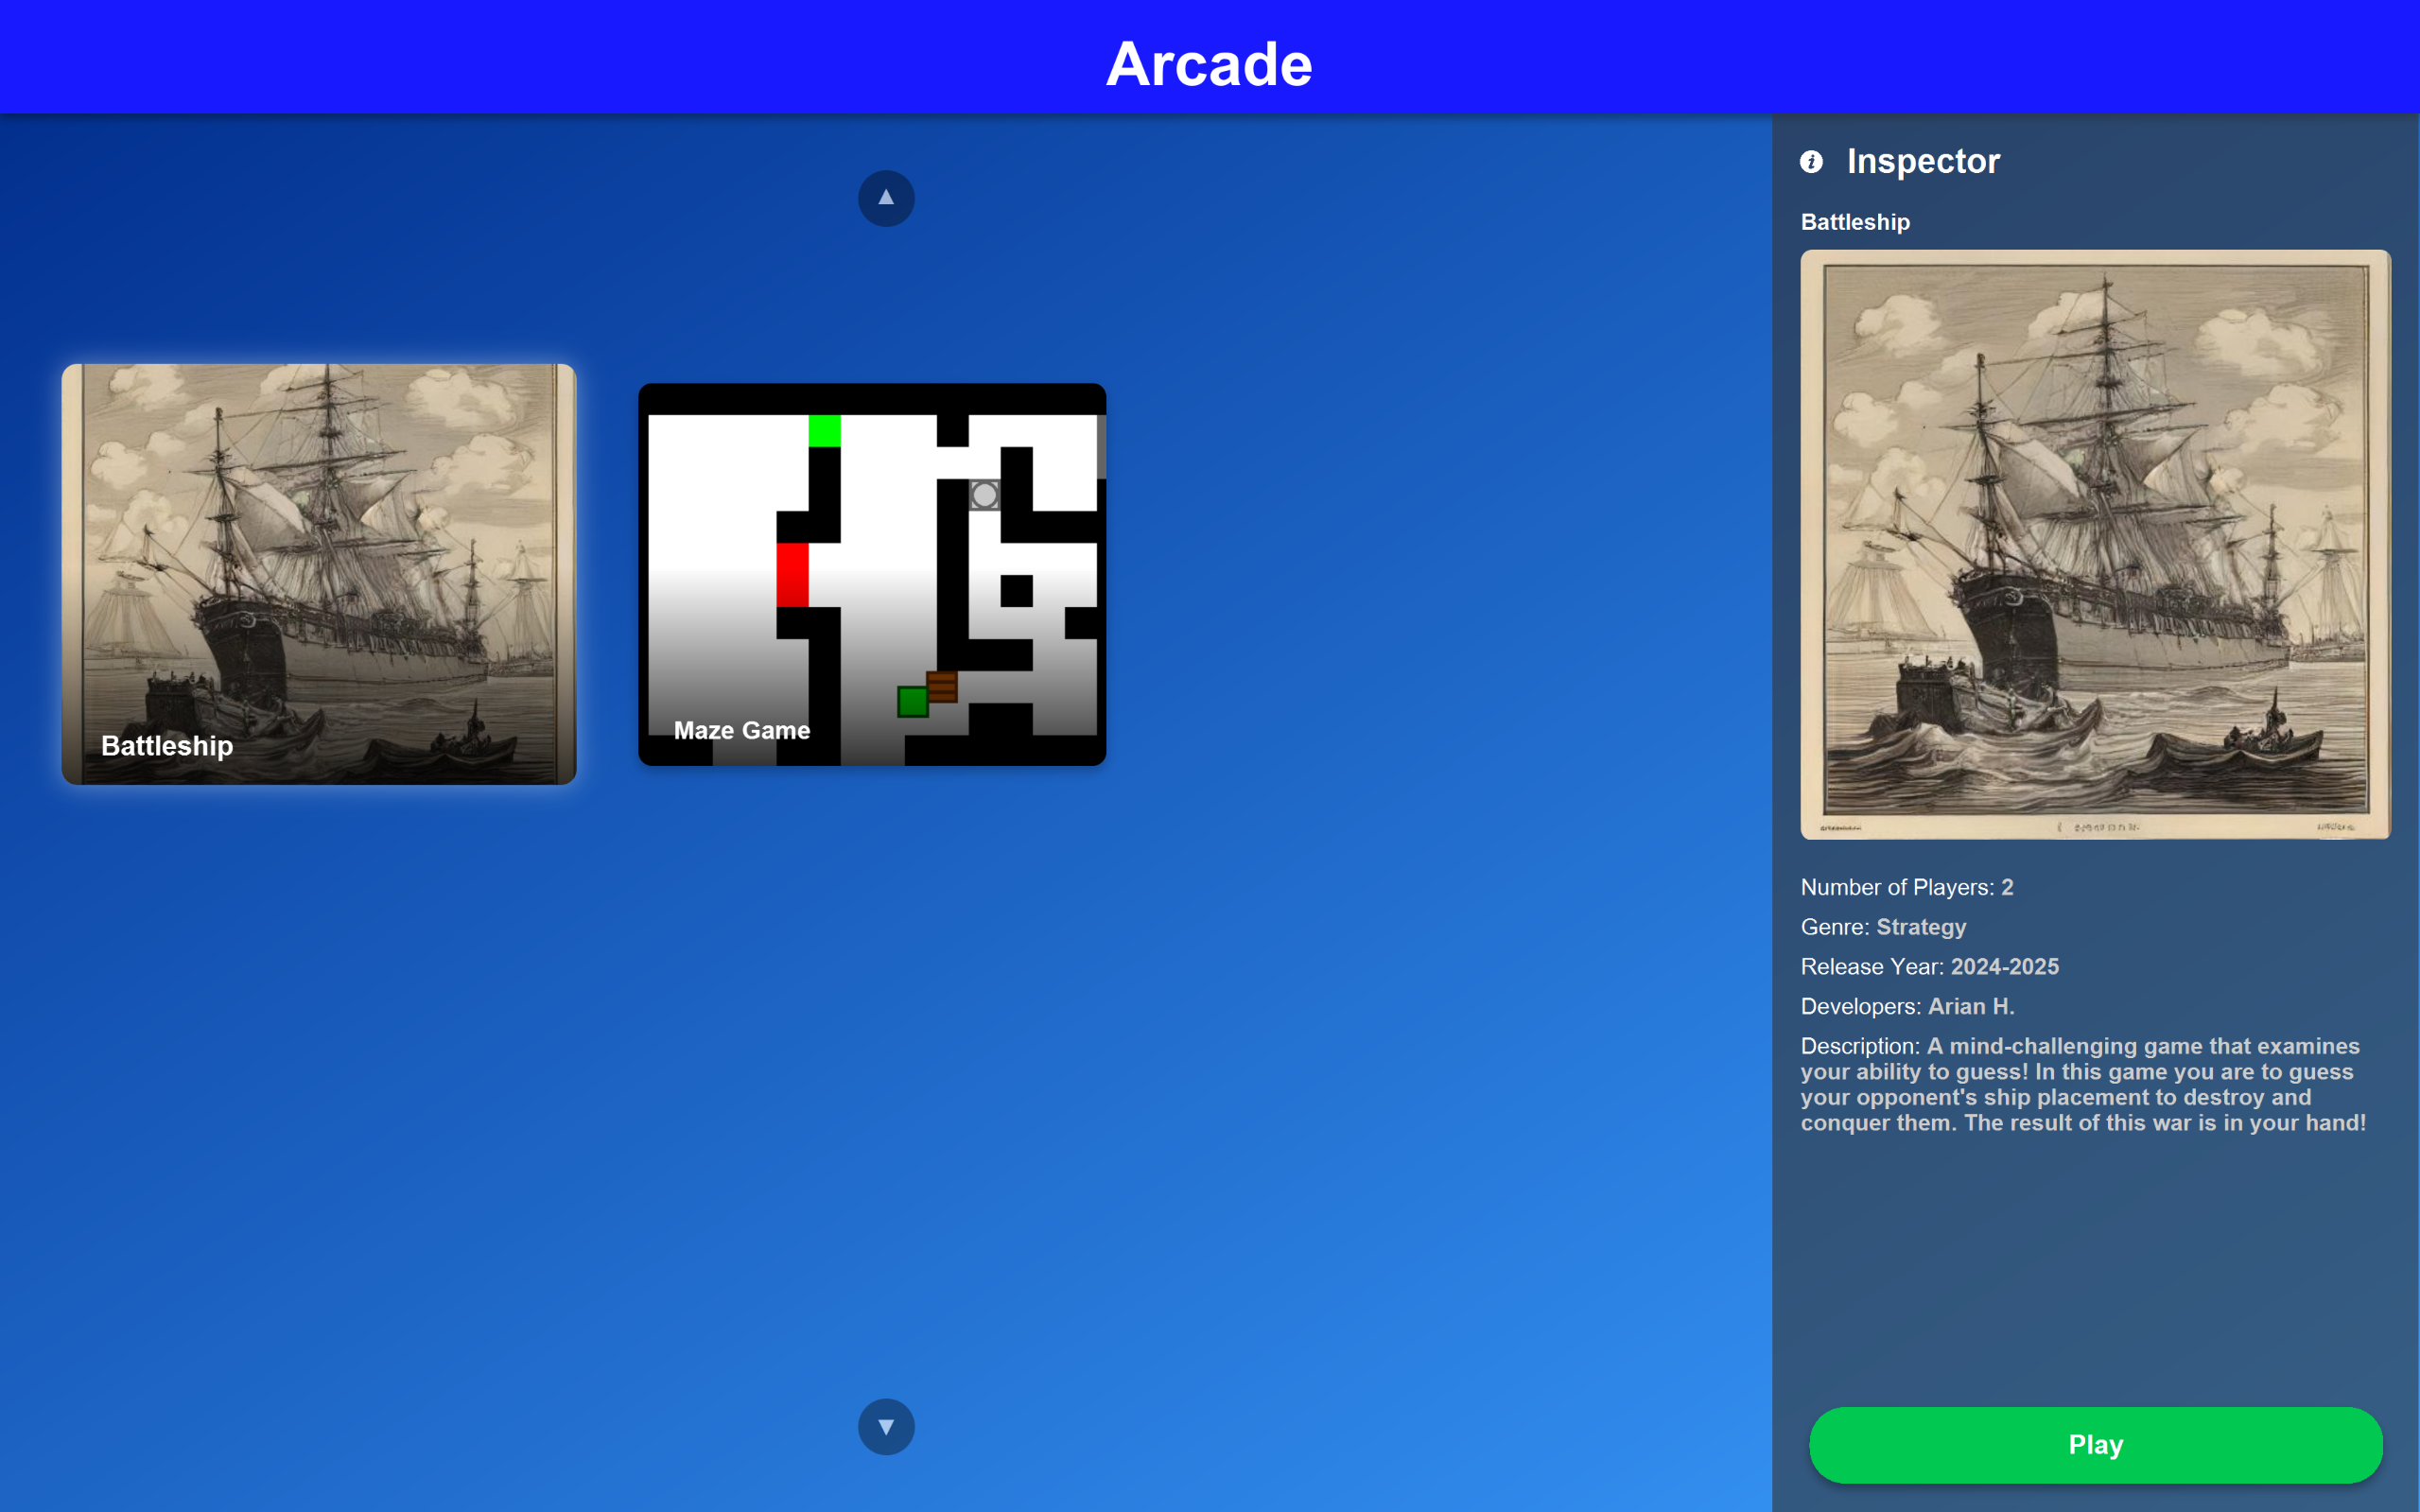 Arcade
▲
Battleship
Maze Game
▼
Inspector
Battleship
Number of Players: 2
Genre: Strategy
Release Year: 2024-2025
Developers: Arian H.
Description: A mind-challenging game that examines
your ability to guess! In this game you are to guess
your opponent's ship placement to destroy and
conquer them. The result of this war is in your hand!
Play